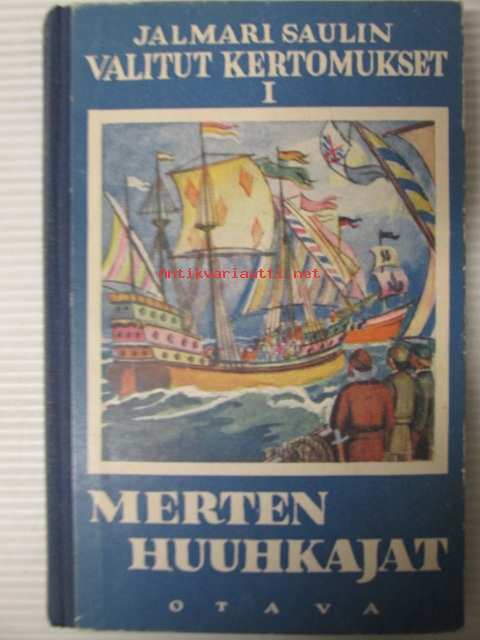 JALMARI SAULIN
VALITUT KERTOMUKSET
I
Antikvariaatti.net
MERTEN
HUUHKAJAT
OTAVA